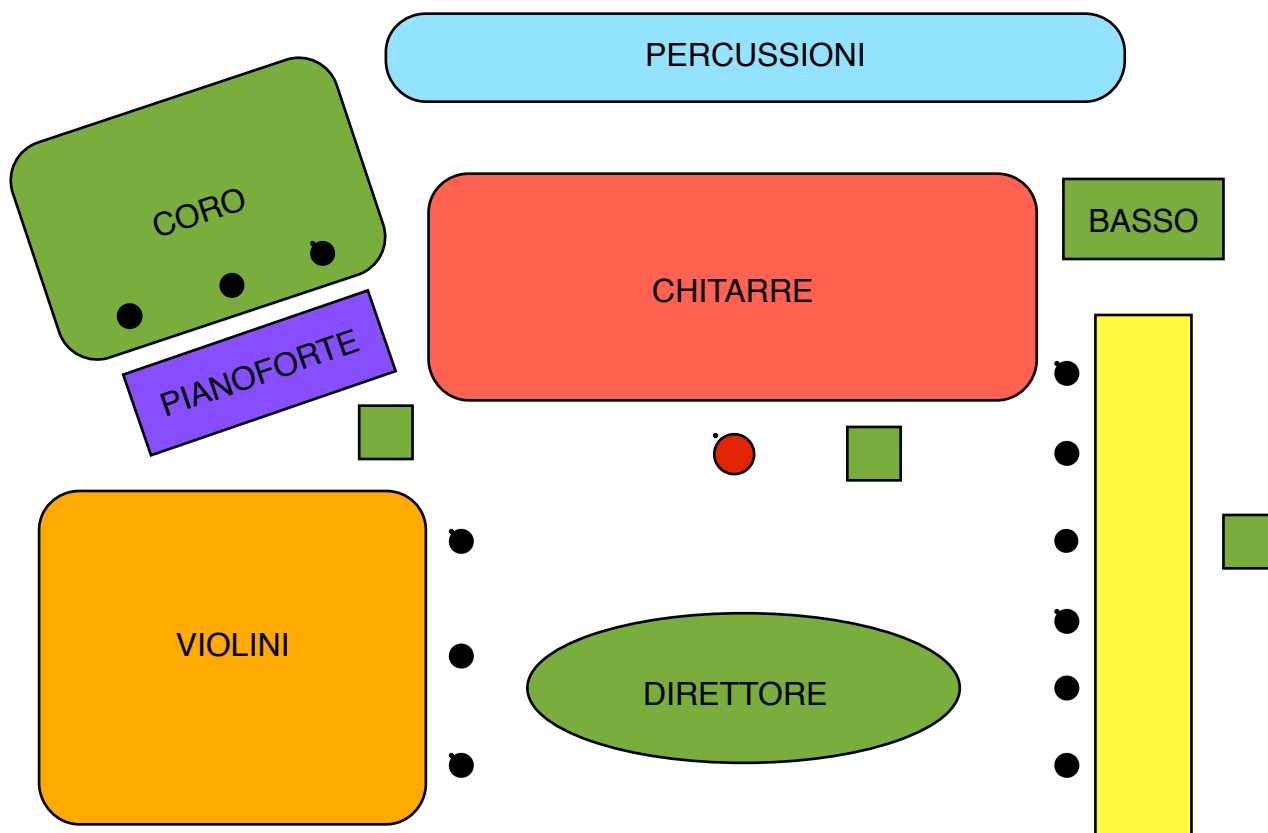 PERCUSSIONI
CORO
BASSO
CHITARRE
PIANOFORTE
VIOLINI
DIRETTORE